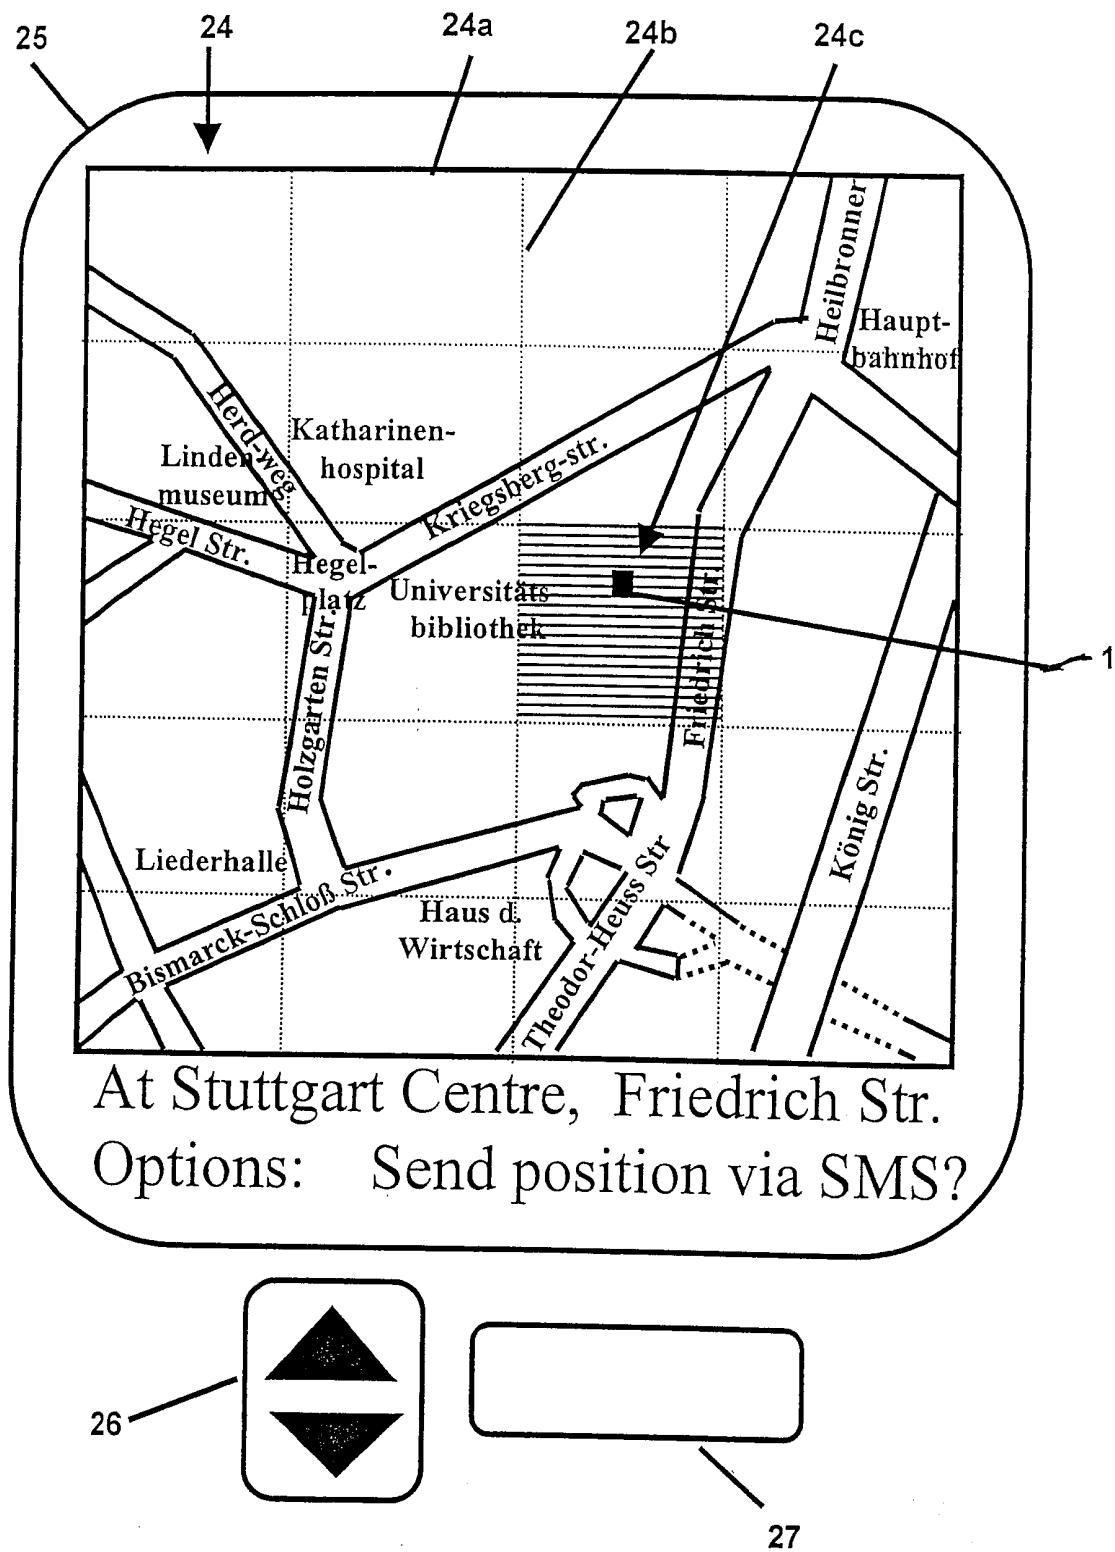 25
24
24a
24b
24c
Heilbronner
Haupt-
bahnhof
Herd-weg
Katharinen-
hospital
Linden
museum
Kriegsberg-str.
Hegel Str.
Hegel-
platz
Universitäts
bibliothek
Friedrich Str.
1
Holzgarten Str.
König Str.
Liederhalle
Bismarck-Schloß Str.
Haus d.
Wirtschaft
Theodor-Heuss Str
At Stuttgart Centre, Friedrich Str.
Options: Send position via SMS?
26
27